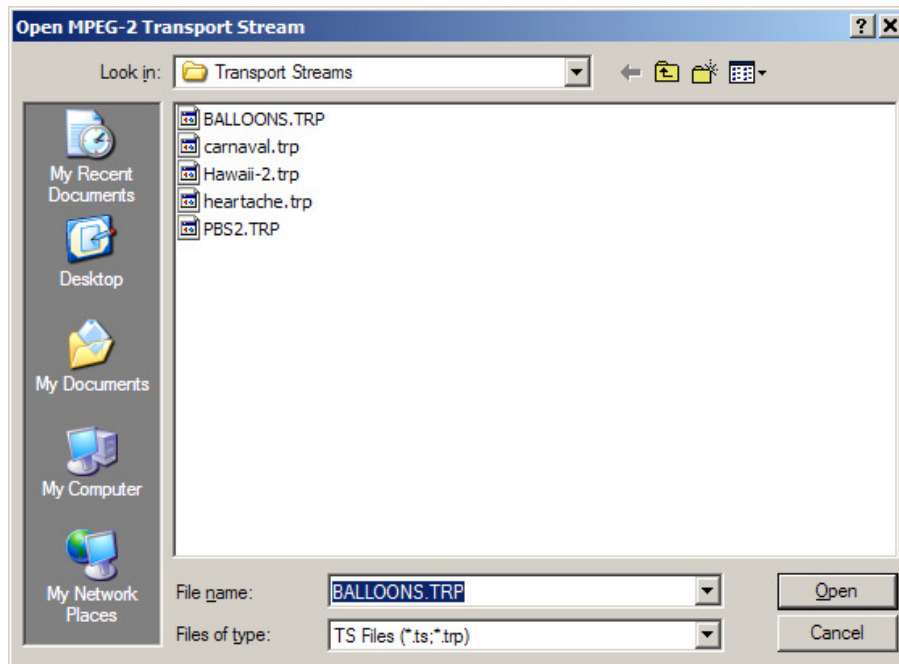 Open MPEG-2 Transport Stream
Look in: Transport Streams
My Recent
Documents
Desktop
My Documents
My Computer
My Network
Places
BALLOONS.TRP
carnaval.trp
Hawaii-2.trp
heartache.trp
PBS2.TRP
File name: BALLOONS.TRP Open
Files of type: TS Files (*.ts;*.trp) Cancel